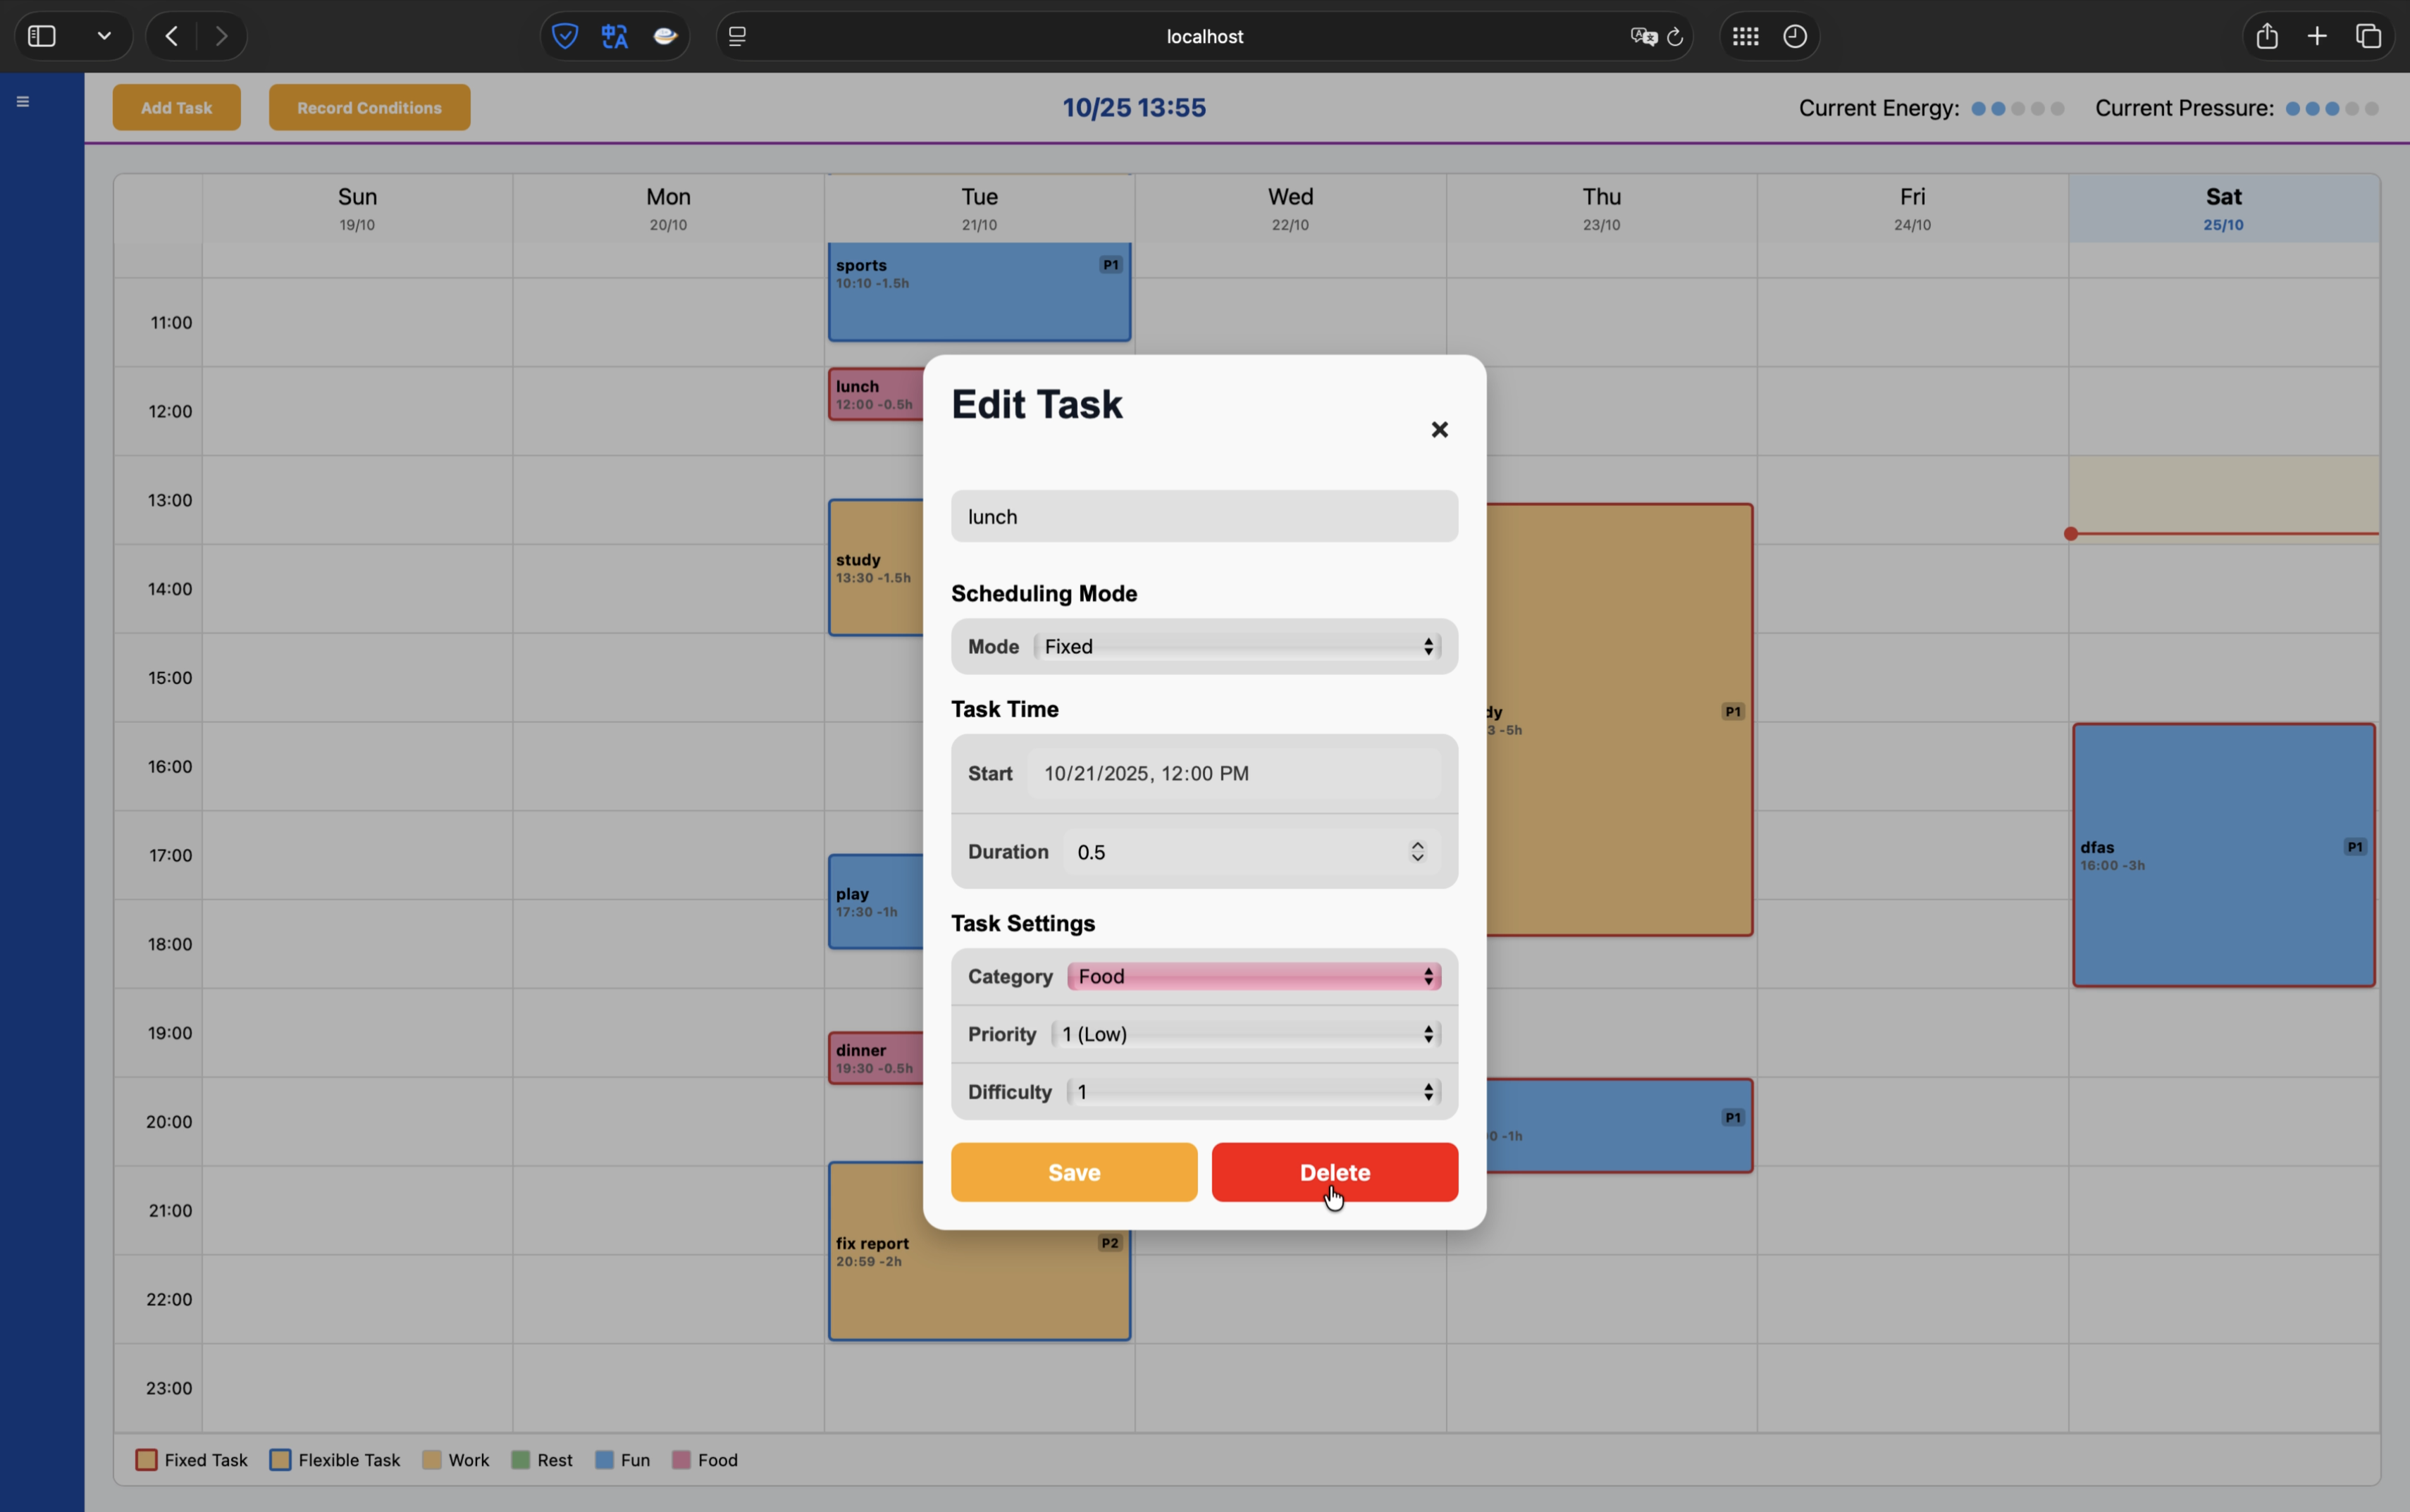 localhost
Add Task
Record Conditions
10/25 13:55
Current Energy:
Current Pressure:
Sun
19/10
Mon
20/10
Tue
21/10
Wed
22/10
Thu
23/10
Fri
24/10
Sat
25/10
11:00
12:00
13:00
14:00
15:00
16:00
17:00
18:00
19:00
20:00
21:00
22:00
23:00
sports P1
10:10 -1.5h
lunch
12:00 -0.5h
study
13:30 -1.5h
play
17:30 -1h
dinner
19:30 -0.5h
fix report P2
20:59 -2h
Edit Task
×
lunch
Scheduling Mode
Mode Fixed
Task Time
Start 10/21/2025, 12:00 PM
Duration 0.5
Task Settings
Category Food
Priority 1 (Low)
Difficulty 1
Save
Delete
dy P1
3 -5h
P1
0 -1h
dfas P1
16:00 -3h
Fixed Task
Flexible Task
Work
Rest
Fun
Food